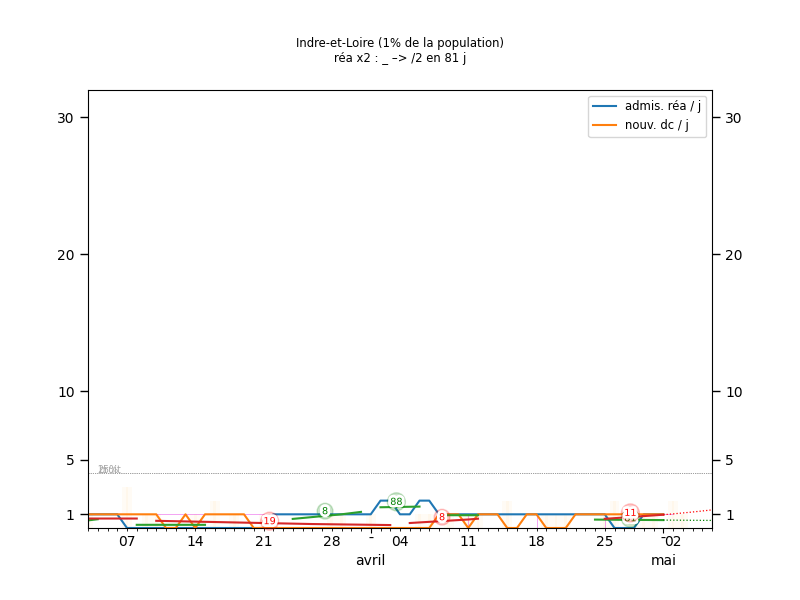 Indre-et-Loire (1% de la population)
réa x2 : _ –> /2 en 81 j
admis. réa / j
nouv. dc / j
30 30
20 20
10 10
5 5
1 1
19 8 88 8 11
07 14 21 28 04 11 18 25 02
avril mai